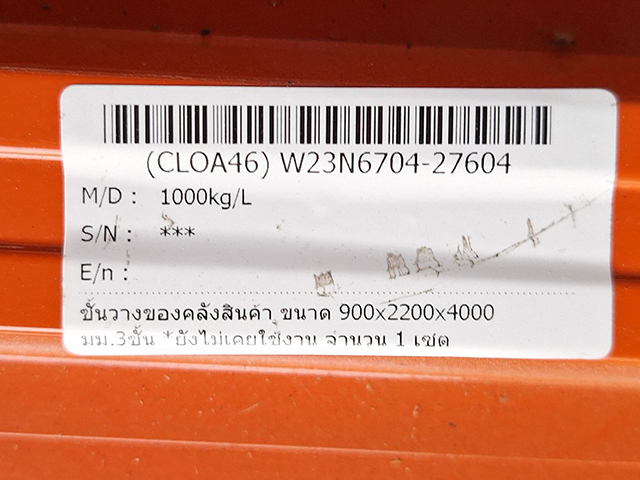 (CLOA46) W23N6704-27604
M/D : 1000kg/L
S/N : ***
E/n :
ชั้นวางของคลังสินค้า ขนาด 900x2200x4000
มม.3ชั้น *ยังไม่เคยใช้งาน จำนวน 1 เซต